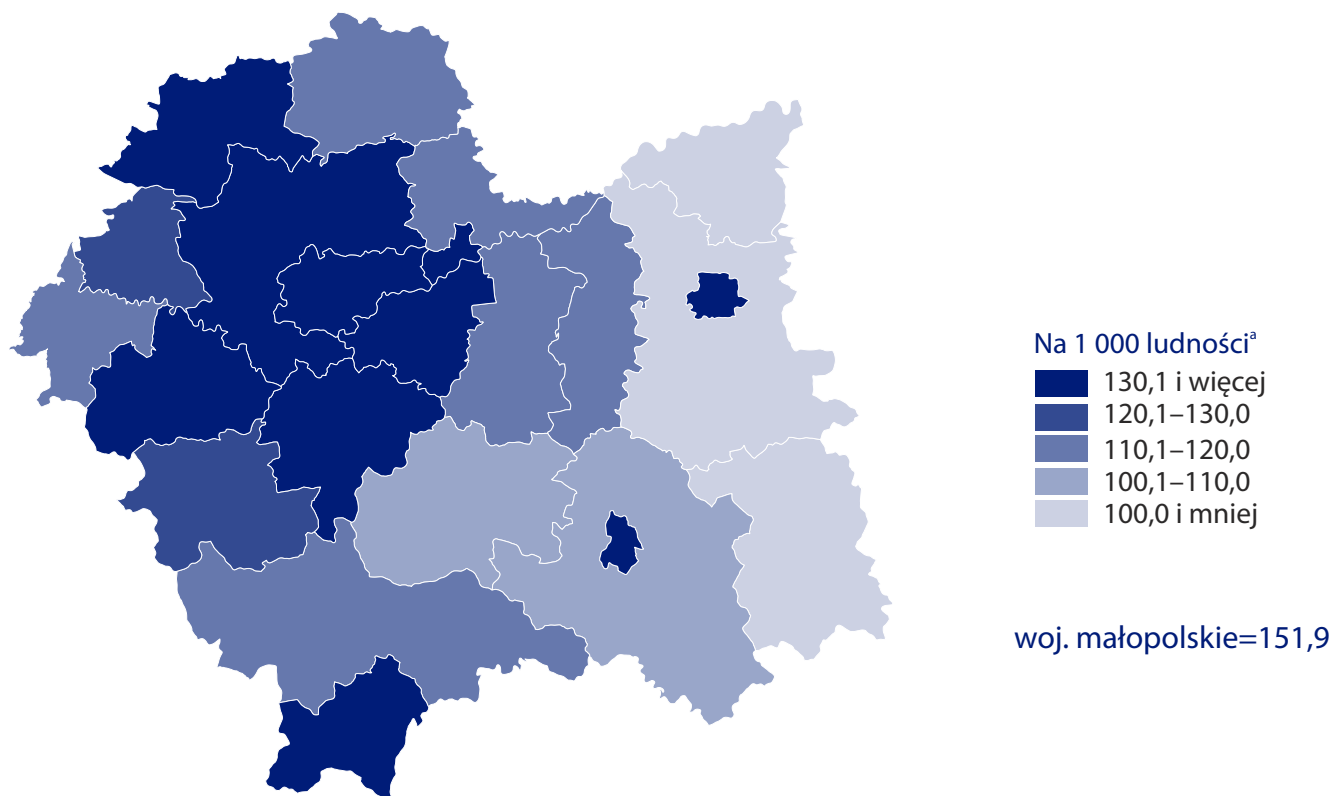 Na 1 000 ludnościᵃ
130,1 i więcej
120,1–130,0
110,1–120,0
100,1–110,0
100,0 i mniej
woj. małopolskie=151,9